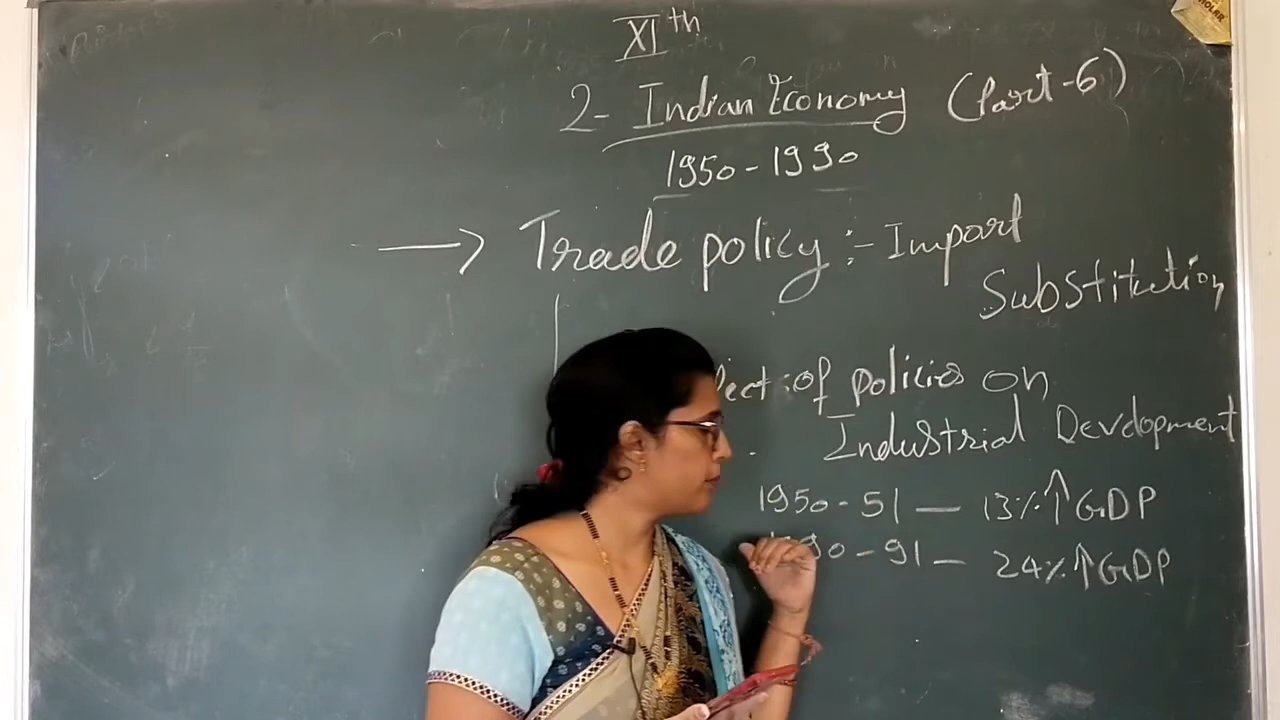 XIth
2- Indian Economy (Part-6)
1950-1990
→ Trade policy :- Import
Substitution
of policies on
Industrial Development
1950-51 — 13%↑ GDP
90-91 — 24%↑ GDP